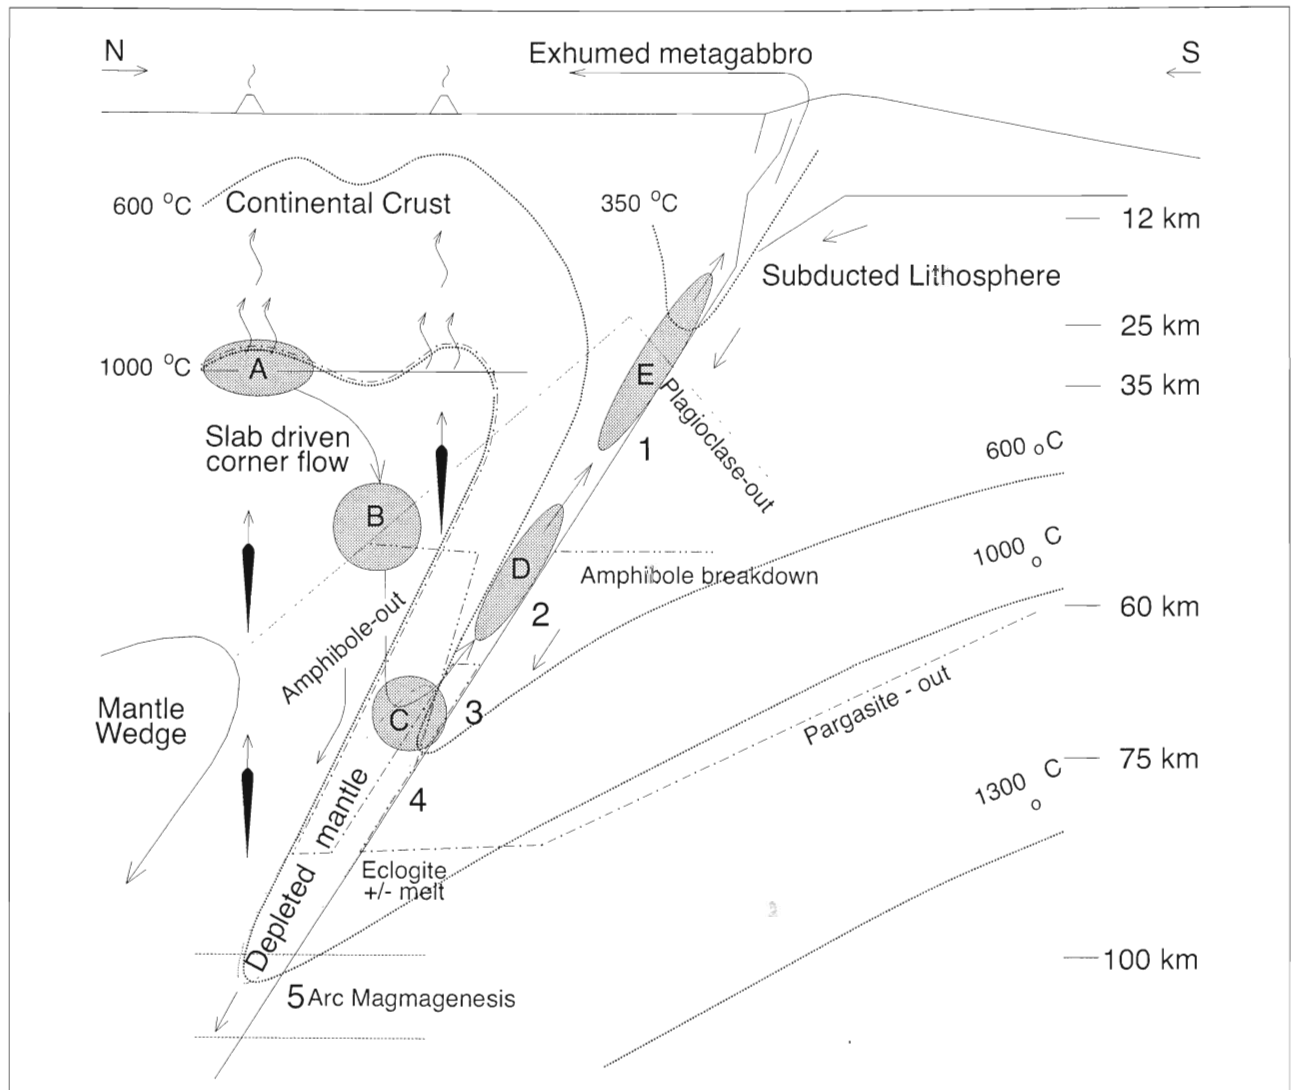 N
Exhumed metagabbro
S
600 °C
Continental Crust
350 °C
12 km
Subducted Lithosphere
25 km
1000 °C
A
E
35 km
Plagioclase-out
Slab driven
corner flow
1
600 °C
B
1000 °C
D
Amphibole breakdown
2
60 km
Amphibole-out
Mantle
Wedge
C
3
Pargasite - out
75 km
1300 °C
4
Depleted mantle
Eclogite
+/- melt
100 km
5 Arc Magmagenesis